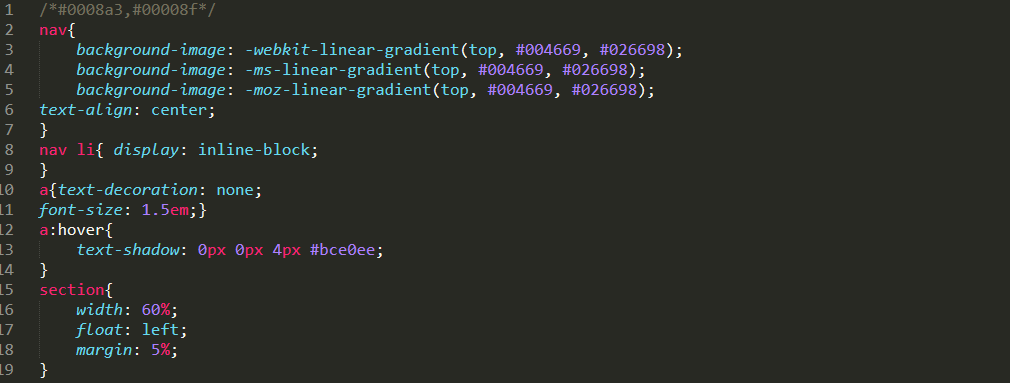 1 /*#0008a3,#00008f*/
2 nav{
3 background-image: -webkit-linear-gradient(top, #004669, #026698);
4 background-image: -ms-linear-gradient(top, #004669, #026698);
5 background-image: -moz-linear-gradient(top, #004669, #026698);
6 text-align: center;
7 }
8 nav li{ display: inline-block;
9 }
10 a{text-decoration: none;
11 font-size: 1.5em;}
12 a:hover{
13 text-shadow: 0px 0px 4px #bce0ee;
14 }
15 section{
16 width: 60%;
17 float: left;
18 margin: 5%;
19 }